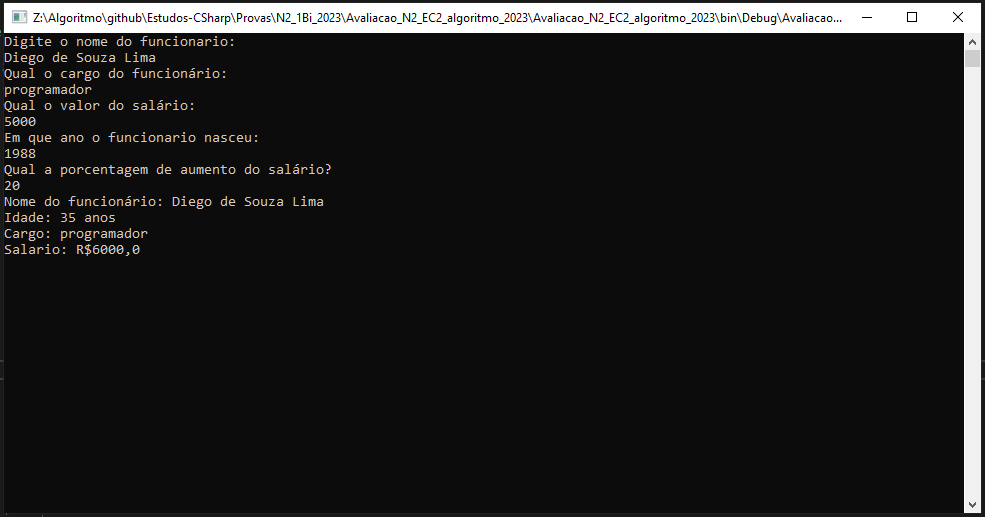 Z:\Algoritmo\github\Estudos-CSharp\Provas\N2_1Bi_2023\Avaliacao_N2_EC2_algoritmo_2023\Avaliacao_N2_EC2_algoritmo_2023\bin\Debug\Avaliacao...
Digite o nome do funcionario:
Diego de Souza Lima
Qual o cargo do funcionário:
programador
Qual o valor do salário:
5000
Em que ano o funcionario nasceu:
1988
Qual a porcentagem de aumento do salário?
20
Nome do funcionário: Diego de Souza Lima
Idade: 35 anos
Cargo: programador
Salario: R$6000,0